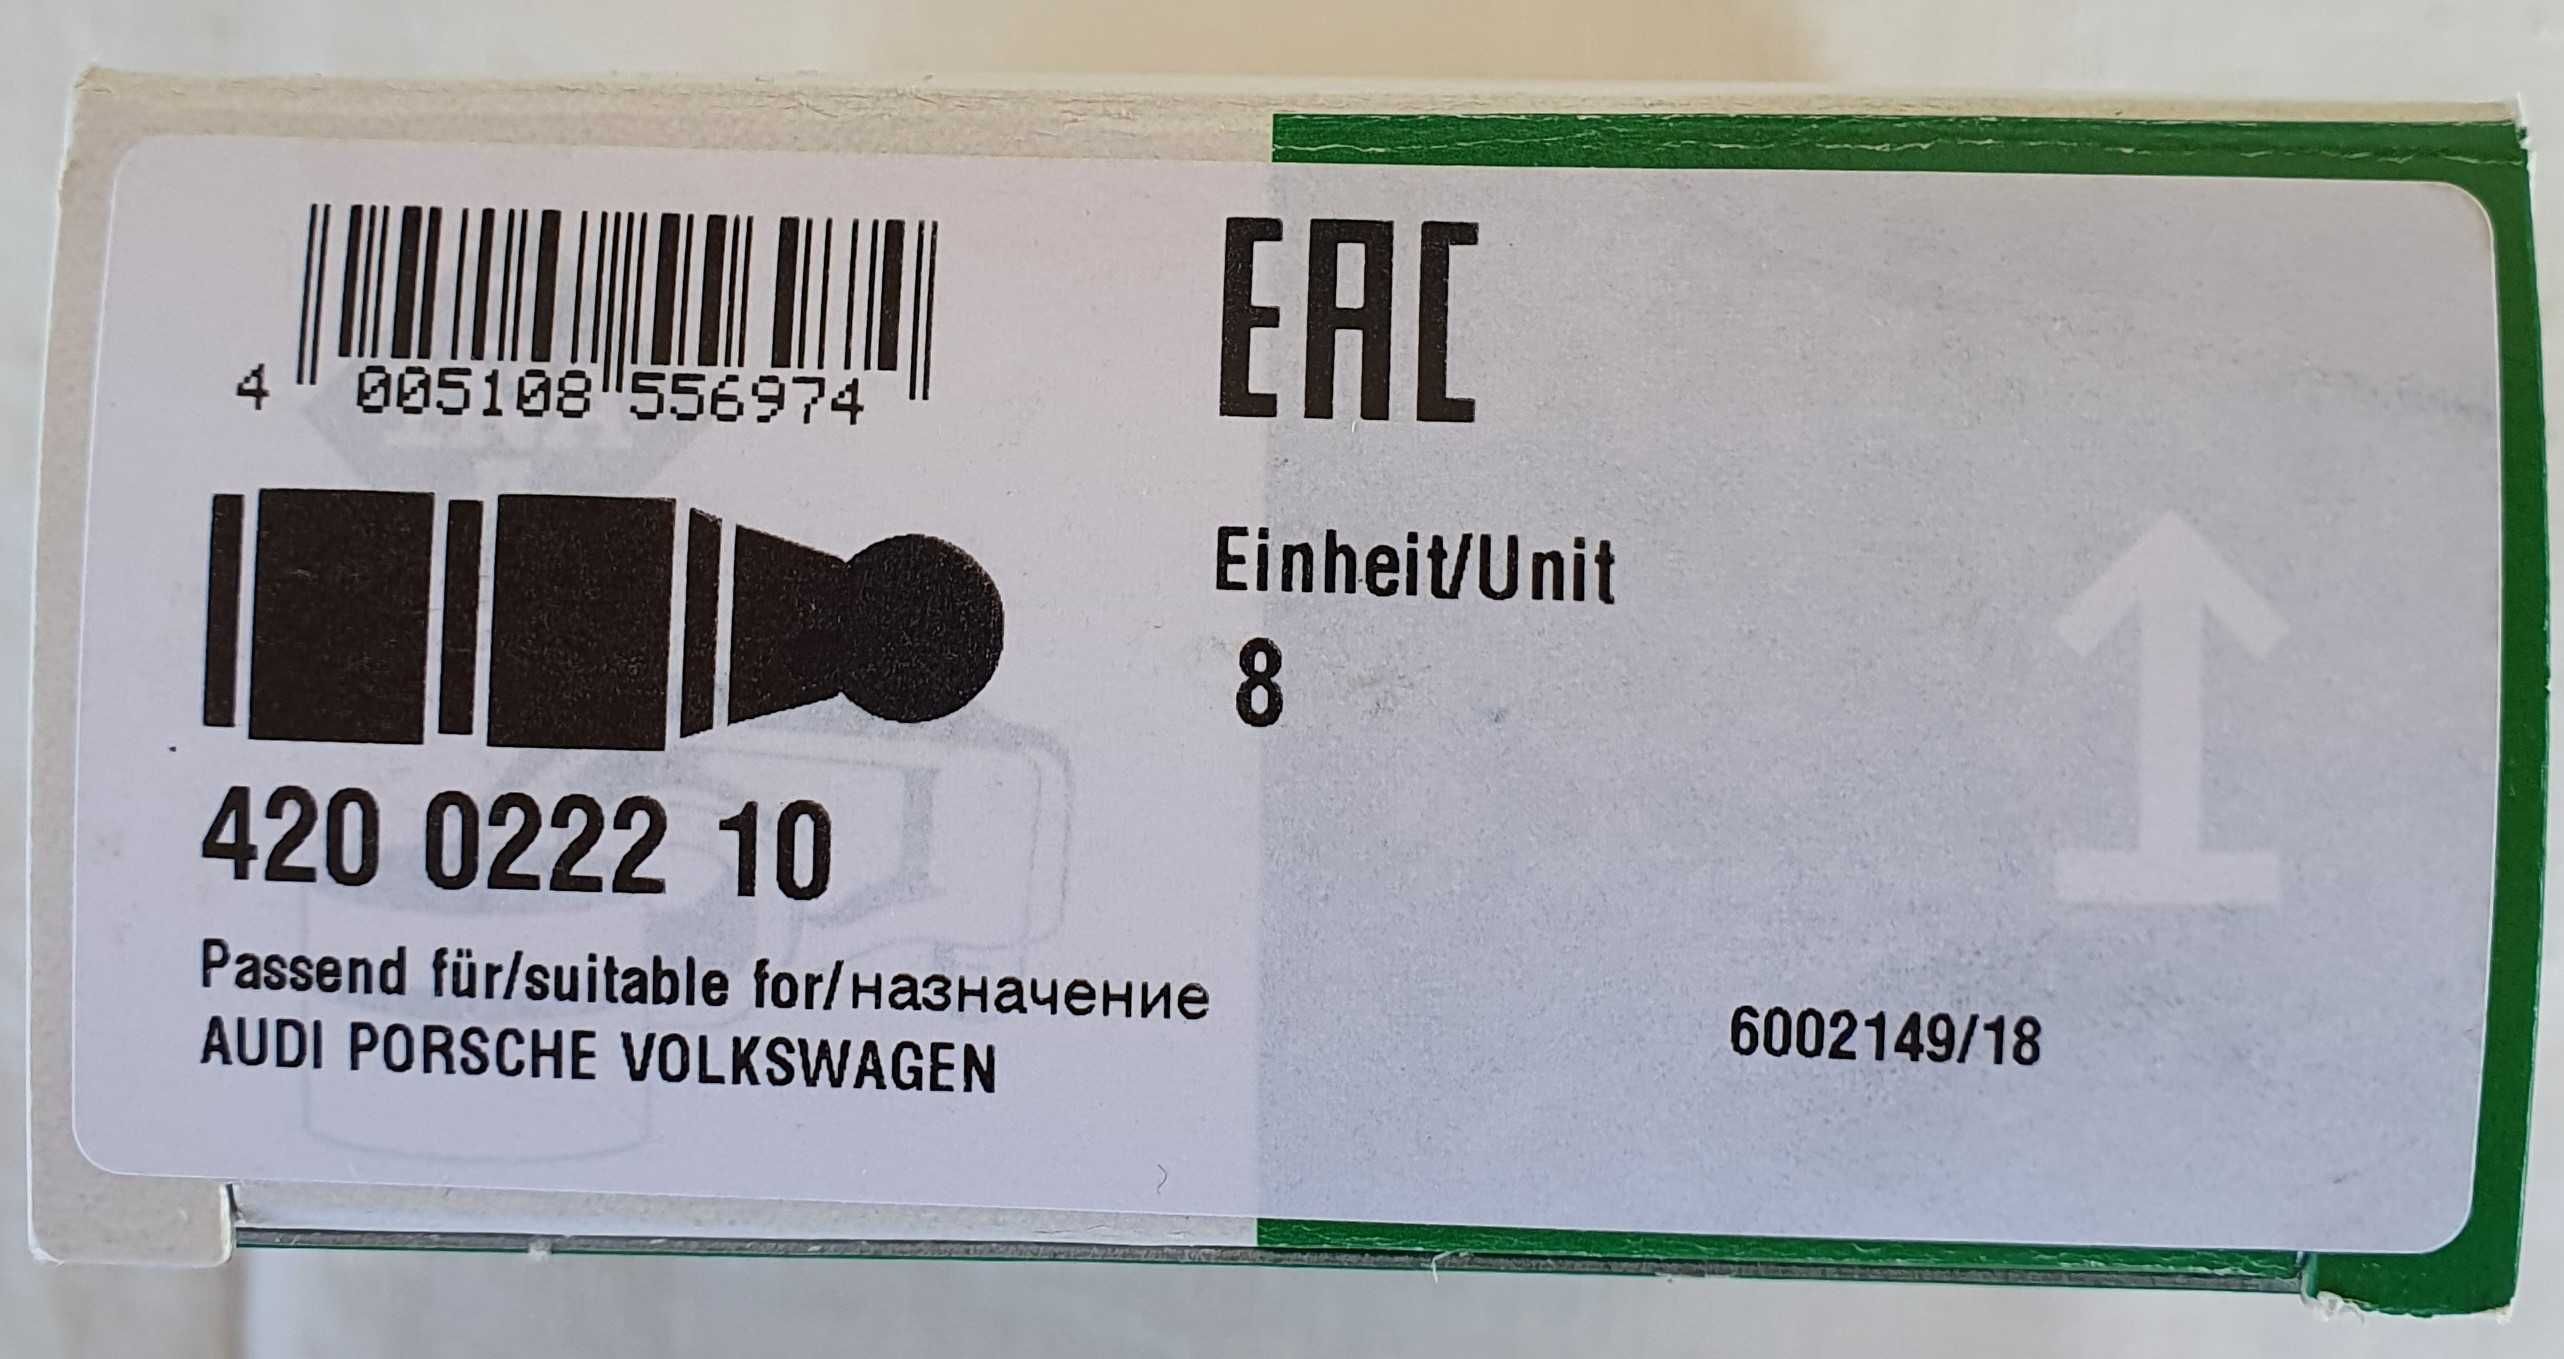 4 005108 556974
EAC
Einheit/Unit
8
420 0222 10
Passend für/suitable for/назначение
AUDI PORSCHE VOLKSWAGEN
6002149/18